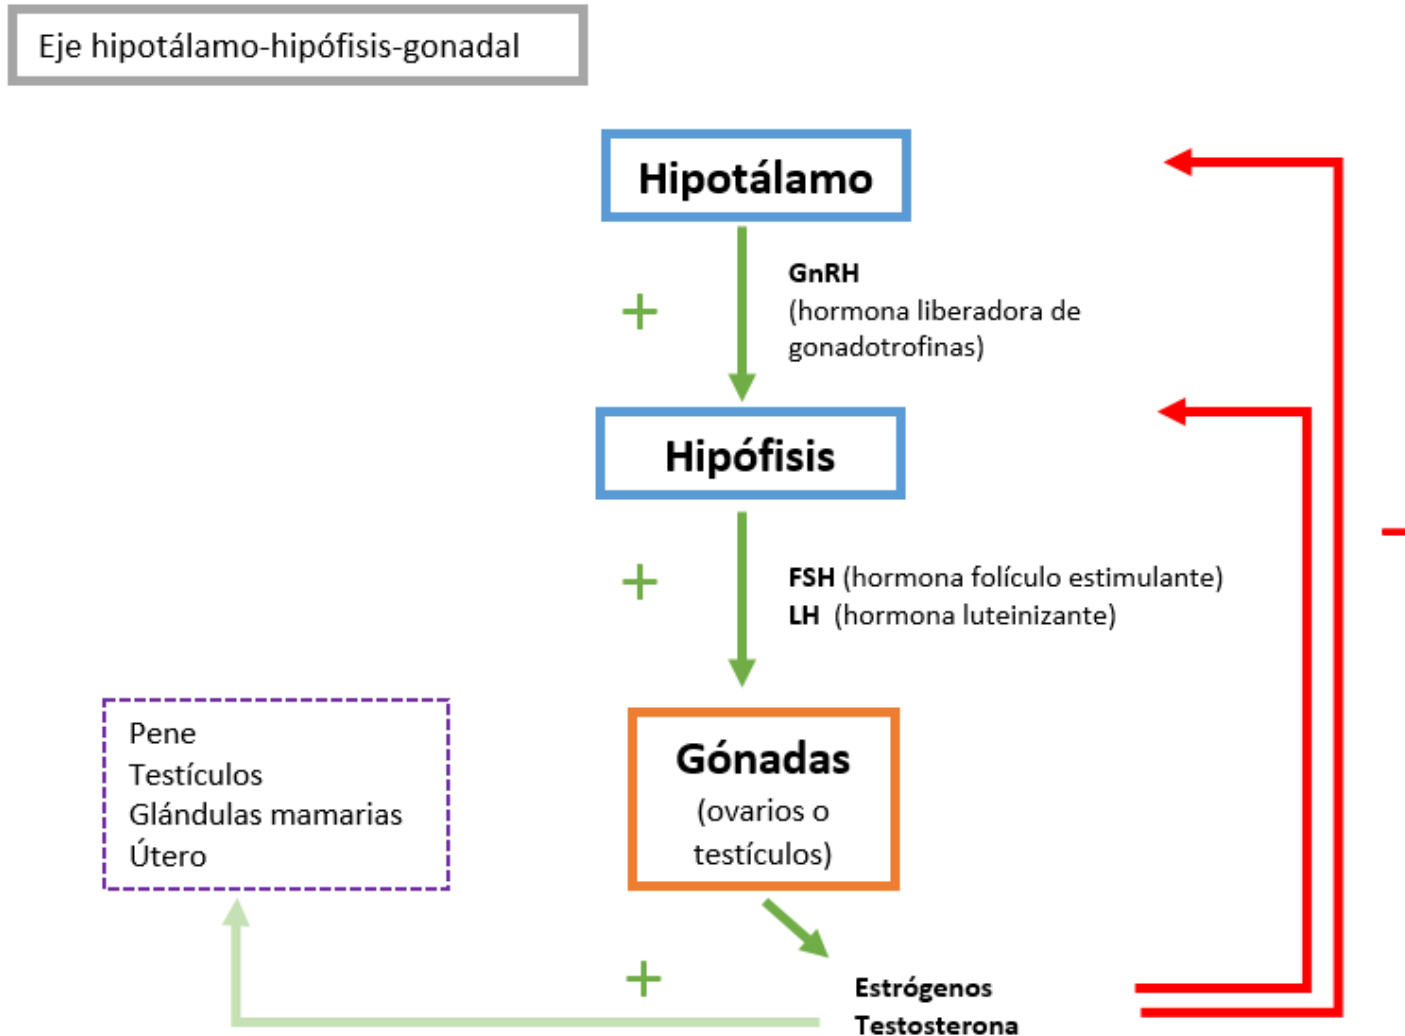 Eje hipotálamo-hipófisis-gonadal
Hipotálamo
+
GnRH
(hormona liberadora de
gonadotrofinas)
Hipófisis
-
+
FSH (hormona folículo estimulante)
LH (hormona luteinizante)
Pene
Testículos
Glándulas mamarias
Útero
Gónadas
(ovarios o
testículos)
+
Estrógenos
Testosterona